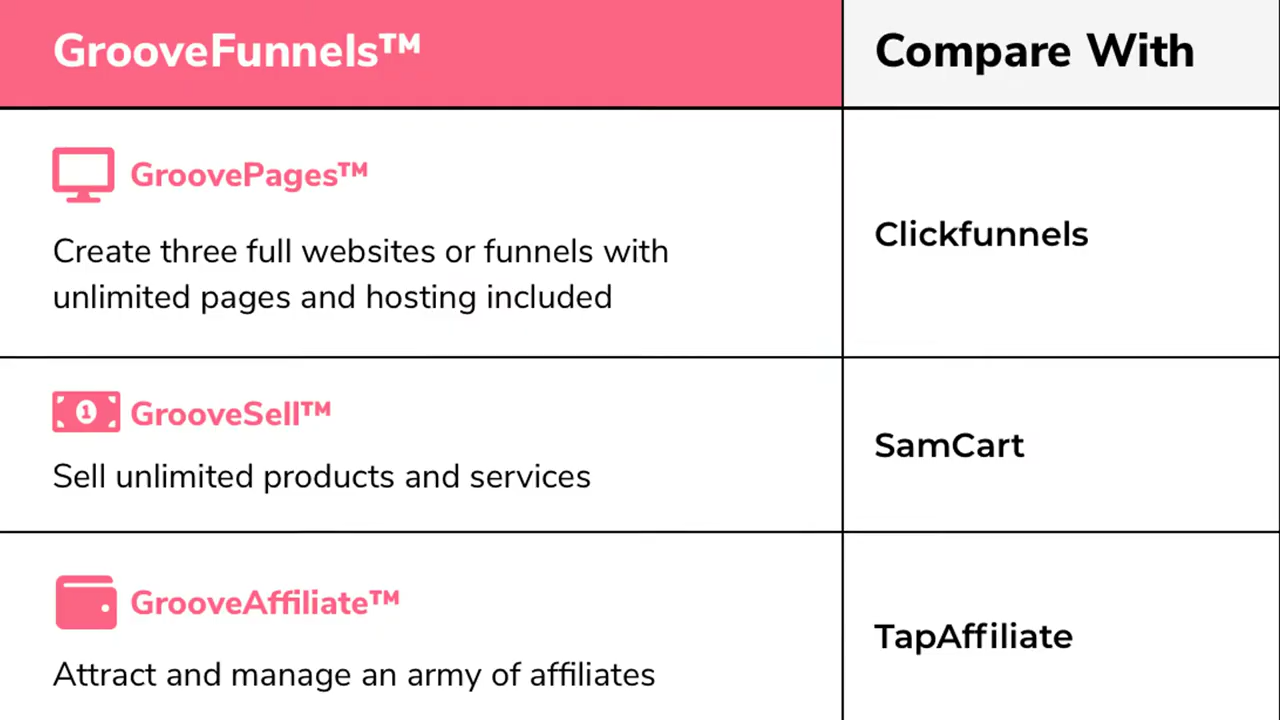 GrooveFunnels™
Compare With
GroovePages™
Create three full websites or funnels with
unlimited pages and hosting included
Clickfunnels
1
GrooveSell™
Sell unlimited products and services
SamCart
GrooveAffiliate™
Attract and manage an army of affiliates
TapAffiliate